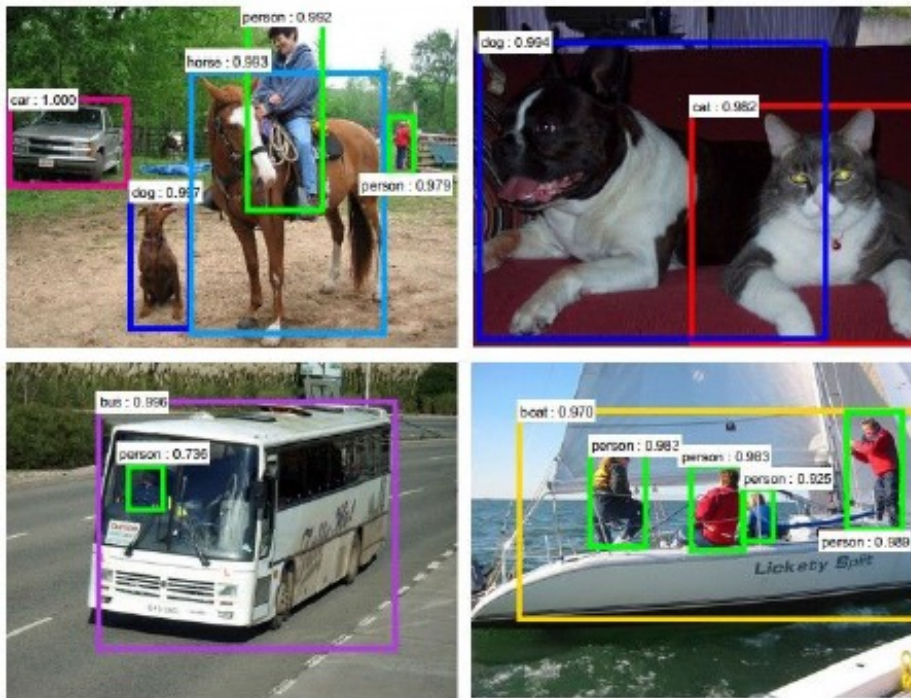 person : 0.992
horse : 0.993
car : 1.000
person : 0.979
dog : 0.997
dog : 0.994
cat : 0.982
bus : 0.996
person : 0.736
boat : 0.970
person : 0.983
person : 0.983
person : 0.925
person : 0.989
Lickety Split